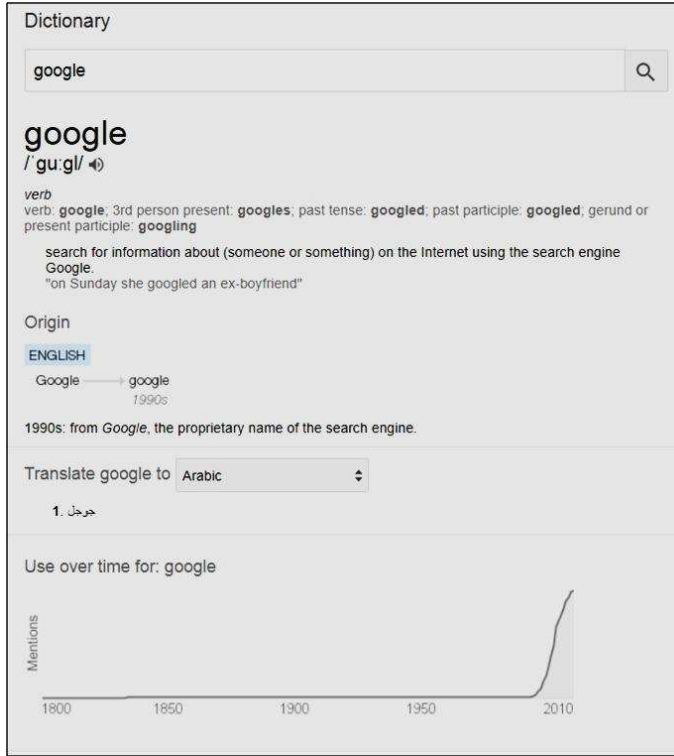 Dictionary
google
google
/ˈɡuːɡl/
verb
verb: google; 3rd person present: googles; past tense: googled; past participle: googled; gerund or
present participle: googling
search for information about (someone or something) on the Internet using the search engine
Google.
"on Sunday she googled an ex-boyfriend"
Origin
ENGLISH
Google google
1990s
1990s: from Google, the proprietary name of the search engine.
Translate google to Arabic
1. جوجل
Use over time for: google
Mentions
1800 1850 1900 1950 2010